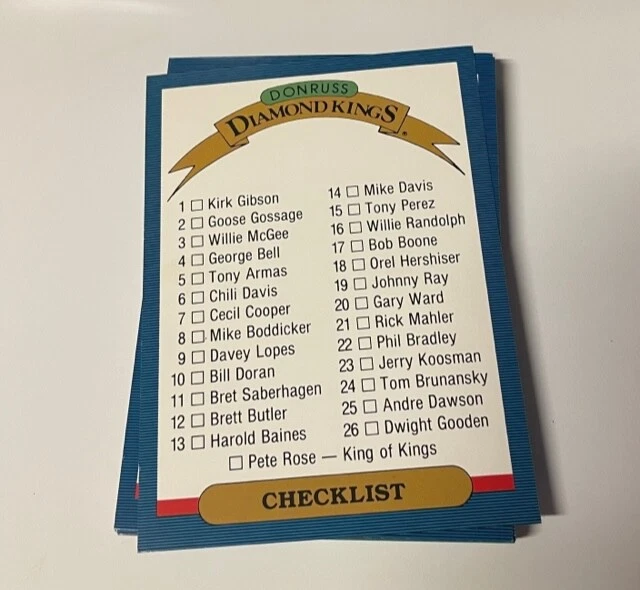 DONRUSS
DIAMOND KINGS®
1 □ Kirk Gibson
2 □ Goose Gossage
3 □ Willie McGee
4 □ George Bell
5 □ Tony Armas
6 □ Chili Davis
7 □ Cecil Cooper
8 □ Mike Boddicker
9 □ Davey Lopes
10 □ Bill Doran
11 □ Bret Saberhagen
12 □ Brett Butler
13 □ Harold Baines
14 □ Mike Davis
15 □ Tony Perez
16 □ Willie Randolph
17 □ Bob Boone
18 □ Orel Hershiser
19 □ Johnny Ray
20 □ Gary Ward
21 □ Rick Mahler
22 □ Phil Bradley
23 □ Jerry Koosman
24 □ Tom Brunansky
25 □ Andre Dawson
26 □ Dwight Gooden
□ Pete Rose — King of Kings
CHECKLIST